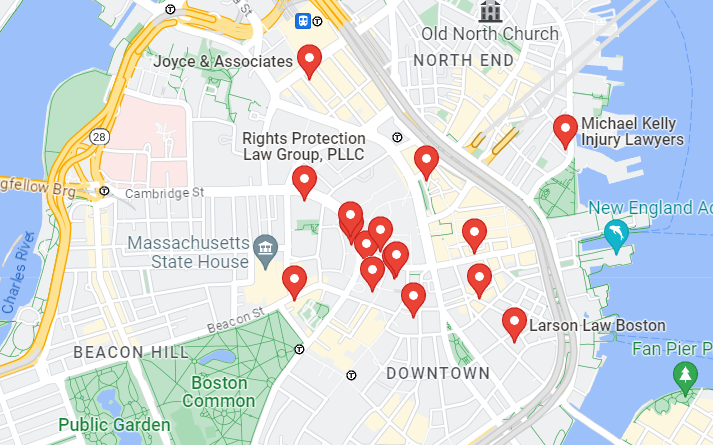 Old North Church
NORTH END
Joyce & Associates
Michael Kelly
Injury Lawyers
28
Rights Protection
Law Group, PLLC
gfellow Brg
Cambridge St
New England Aq
Massachusetts
State House
Charles River
Beacon St
Larson Law Boston
BEACON HILL
Fan Pier P
DOWNTOWN
Boston
Common
Public Garden